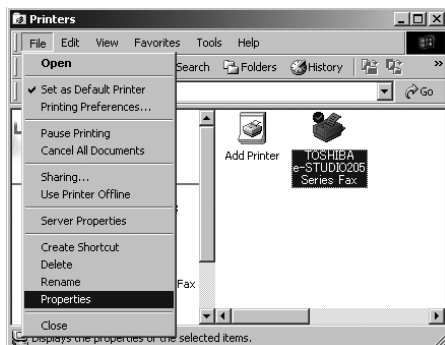 Printers
File Edit View Favorites Tools Help
Open
Search Folders History
Set as Default Printer
Go
Printing Preferences...
Pause Printing
Cancel All Documents
Add Printer
TOSHIBA
e-STUDIO205
Series Fax
Sharing...
Use Printer Offline
Server Properties
Create Shortcut
Delete
Rename
Fax
Properties
Close
Displays the properties of the selected items.